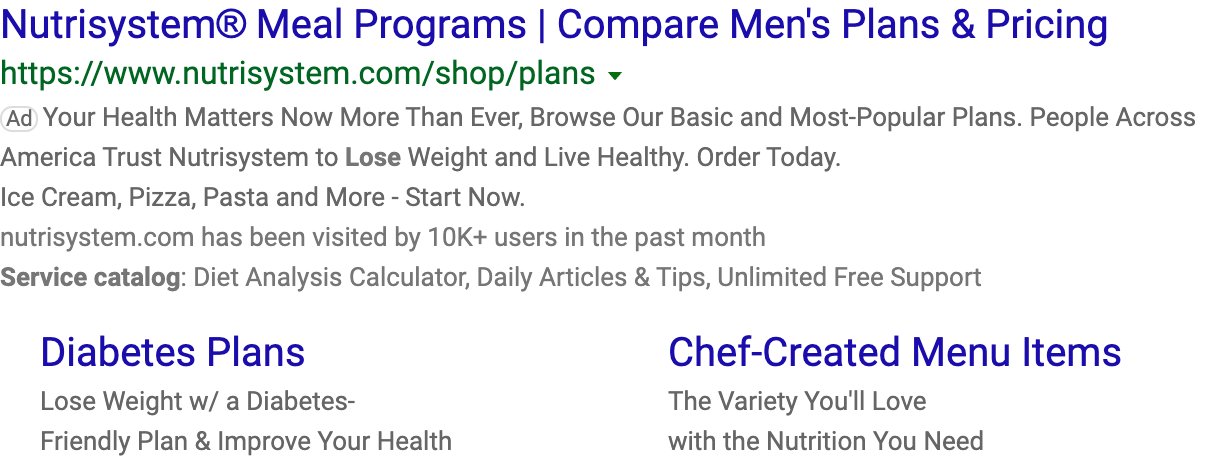 Nutrisystem® Meal Programs | Compare Men's Plans & Pricing
https://www.nutrisystem.com/shop/plans
Ad Your Health Matters Now More Than Ever, Browse Our Basic and Most-Popular Plans. People Across
America Trust Nutrisystem to Lose Weight and Live Healthy. Order Today.
Ice Cream, Pizza, Pasta and More - Start Now.
nutrisystem.com has been visited by 10K+ users in the past month
Service catalog: Diet Analysis Calculator, Daily Articles & Tips, Unlimited Free Support
Diabetes Plans
Lose Weight w/ a Diabetes-
Friendly Plan & Improve Your Health
Chef-Created Menu Items
The Variety You'll Love
with the Nutrition You Need